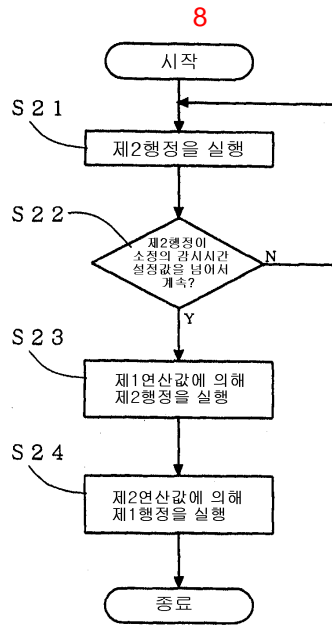 8
시작
S21
제2행정을 실행
S22
제2행정이
소정의 감시시간
설정값을 넘어서
계속?
N
Y
S23
제1연산값에 의해
제2행정을 실행
S24
제2연산값에 의해
제1행정을 실행
종료